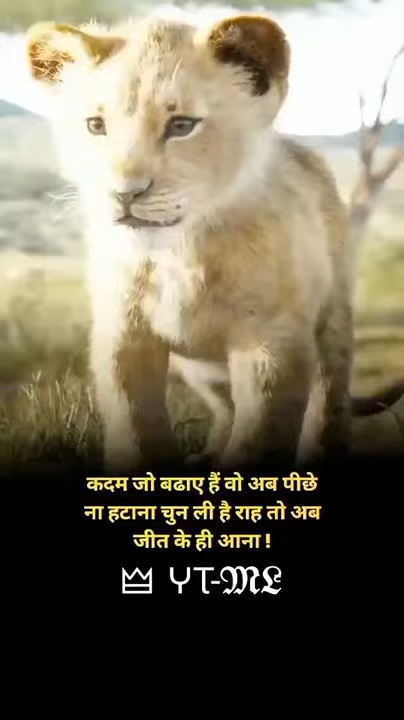 कदम जो बढाए हैं वो अब पीछे
ना हटाना चुन ली है राह तो अब
जीत के ही आना !
YT-𝕸𝕷